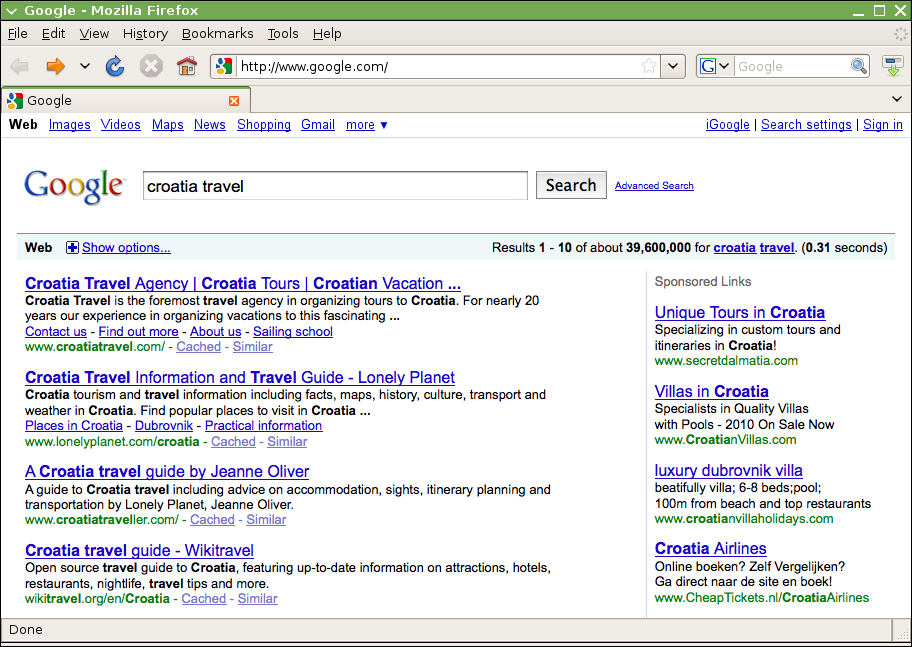 Google - Mozilla Firefox
File Edit View History Bookmarks Tools Help
http://www.google.com/ G Google
Google
Web Images Videos Maps News Shopping Gmail more ▼ iGoogle | Search settings | Sign in
Google croatia travel Search Advanced Search
Web Show options... Results 1 - 10 of about 39,600,000 for croatia travel. (0.31 seconds)
Croatia Travel Agency | Croatia Tours | Croatian Vacation ...
Croatia Travel is the foremost travel agency in organizing tours to Croatia. For nearly 20
years our experience in organizing vacations to this fascinating ...
Contact us - Find out more - About us - Sailing school
www.croatiatravel.com/ - Cached - Similar
Croatia Travel Information and Travel Guide - Lonely Planet
Croatia tourism and travel information including facts, maps, history, culture, transport and
weather in Croatia. Find popular places to visit in Croatia ...
Places in Croatia - Dubrovnik - Practical information
www.lonelyplanet.com/croatia - Cached - Similar
A Croatia travel guide by Jeanne Oliver
A guide to Croatia travel including advice on accommodation, sights, itinerary planning and
transportation by Lonely Planet, Jeanne Oliver.
www.croatiatraveller.com/ - Cached - Similar
Croatia travel guide - Wikitravel
Open source travel guide to Croatia, featuring up-to-date information on attractions, hotels,
restaurants, nightlife, travel tips and more.
wikitravel.org/en/Croatia - Cached - Similar
Sponsored Links
Unique Tours in Croatia
Specializing in custom tours and
itineraries in Croatia!
www.secretdalmatia.com
Villas in Croatia
Specialists in Quality Villas
with Pools - 2010 On Sale Now
www.CroatianVillas.com
luxury dubrovnik villa
beatifully villa; 6-8 beds;pool;
100m from beach and top restaurants
www.croatianvillaholidays.com
Croatia Airlines
Online boeken? Zelf Vergelijken?
Ga direct naar de site en boek!
www.CheapTickets.nl/CroatiaAirlines
Done